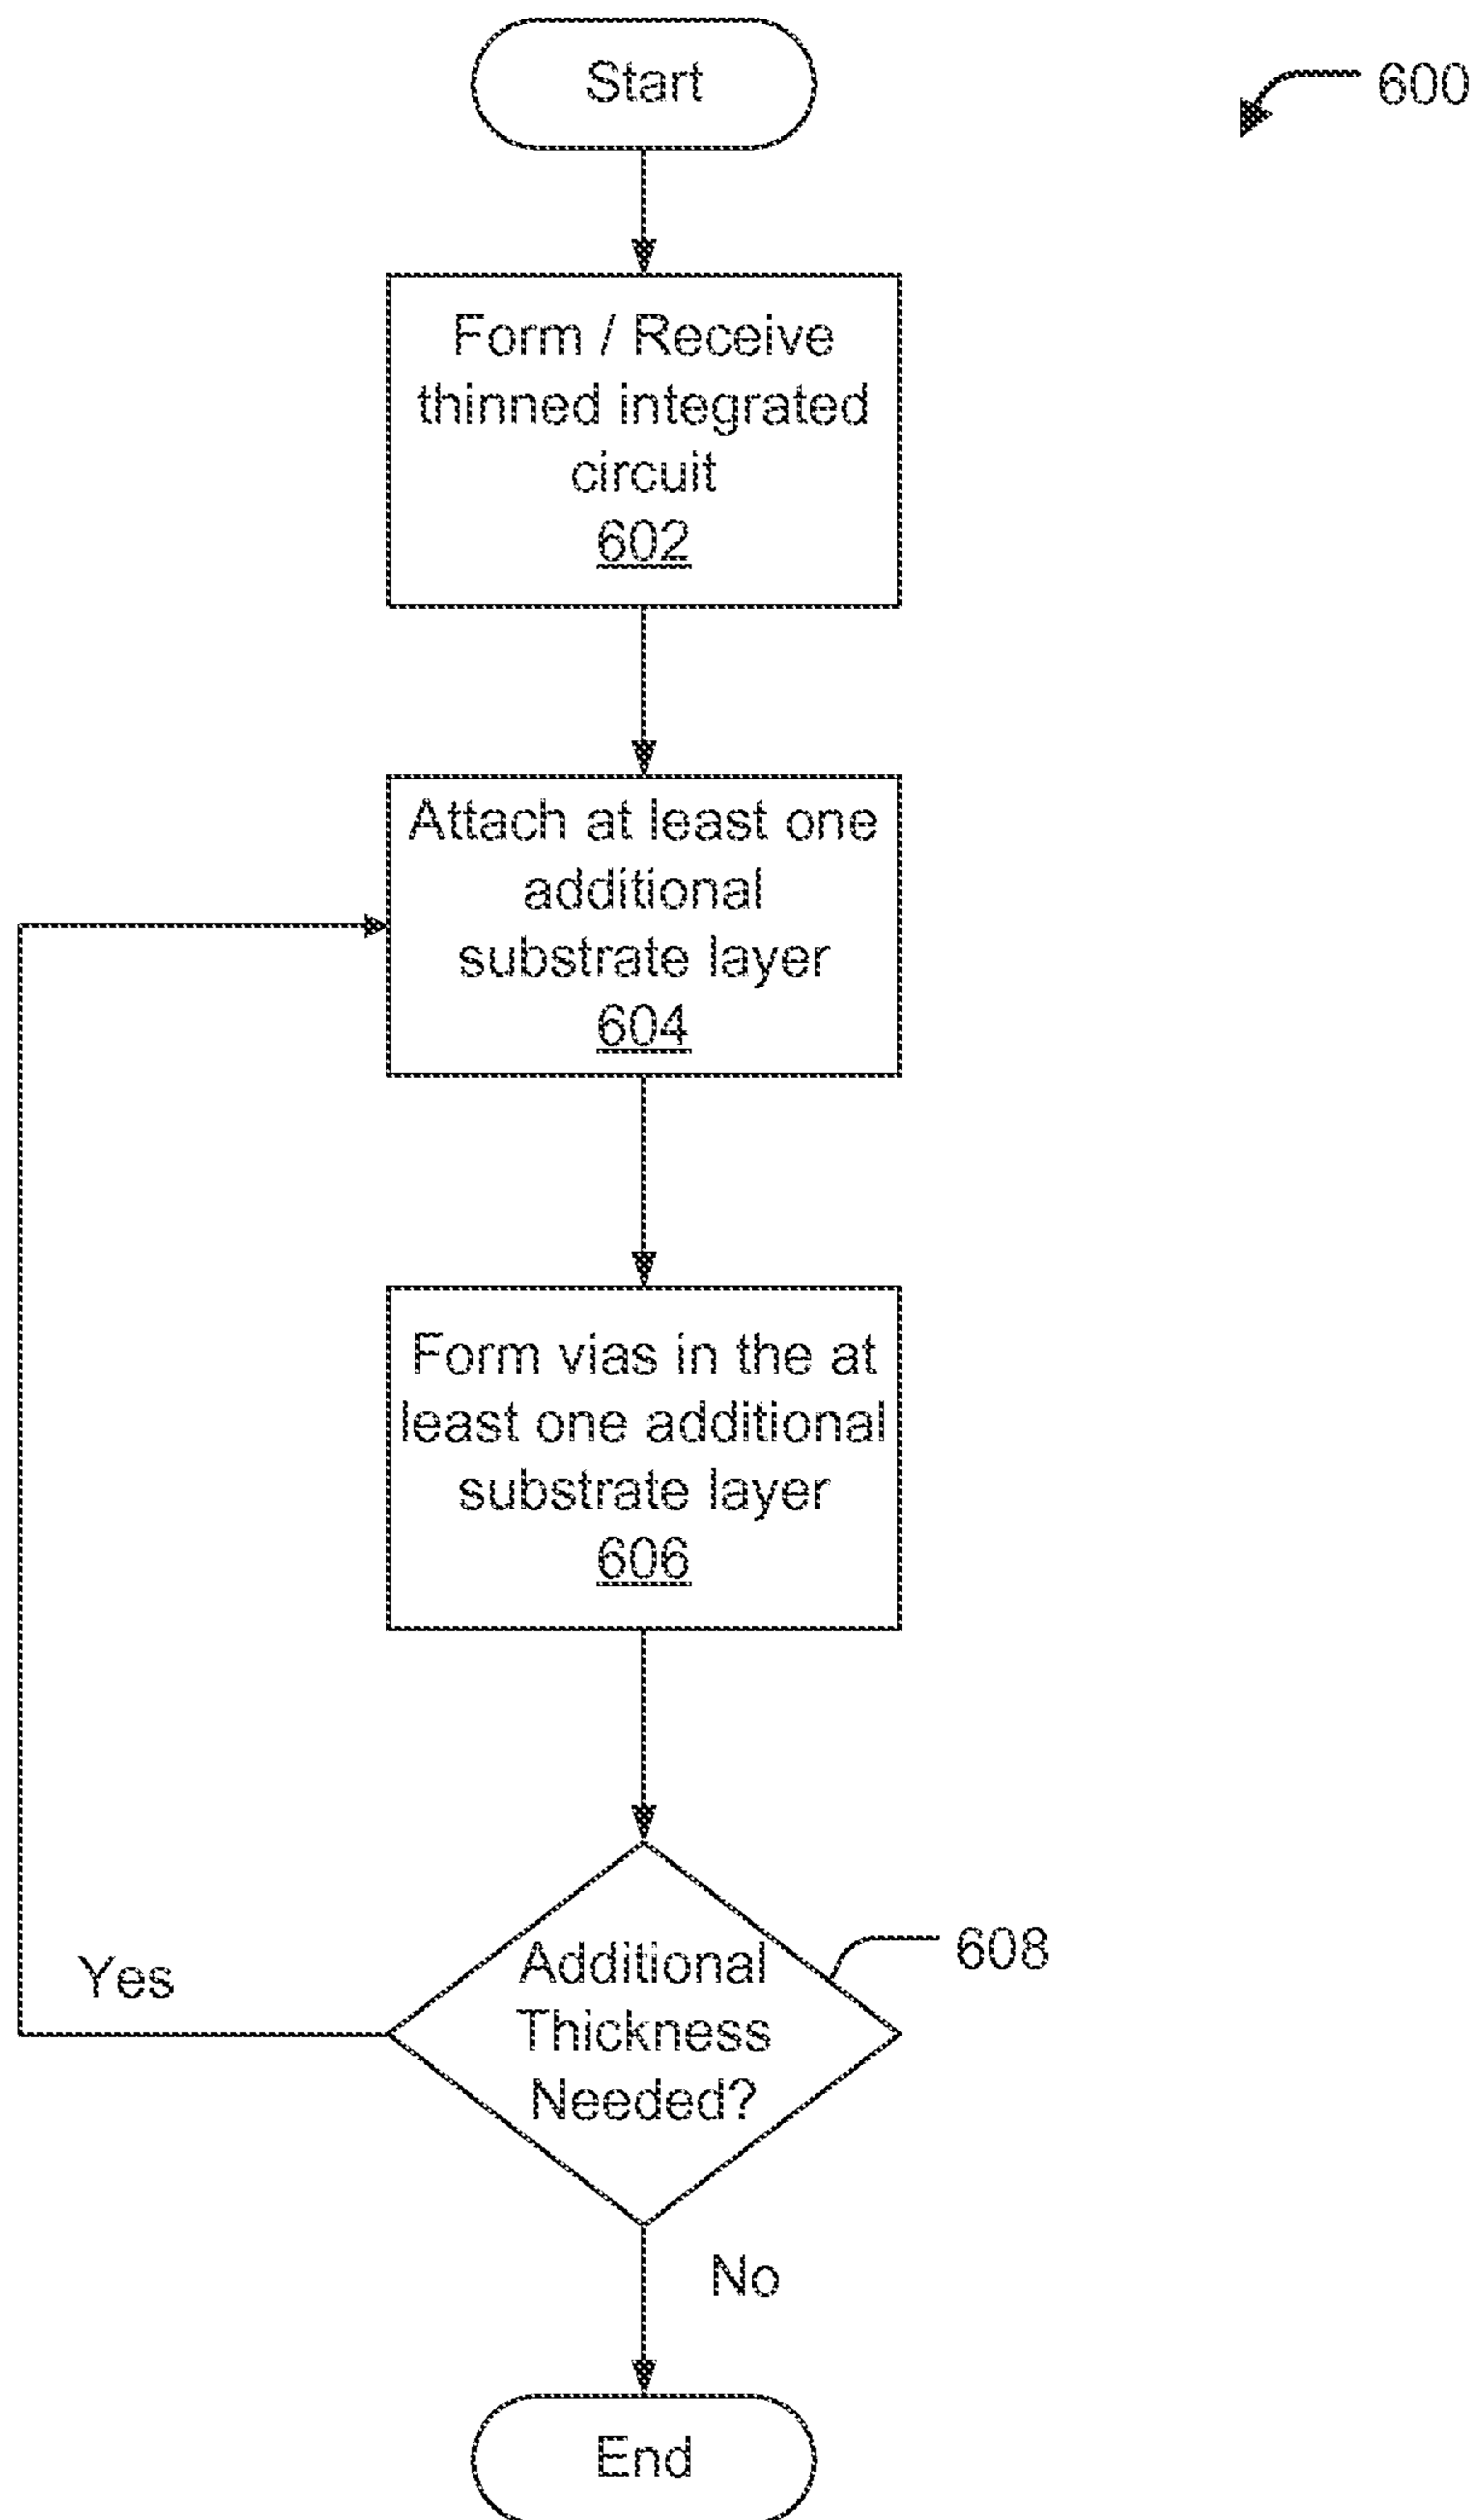 Start
600
Form / Receive
thinned integrated
circuit
602
Attach at least one
additional
substrate layer
604
Form vias in the at
least one additional
substrate layer
606
608
Additional
Thickness
Needed?
Yes
No
End